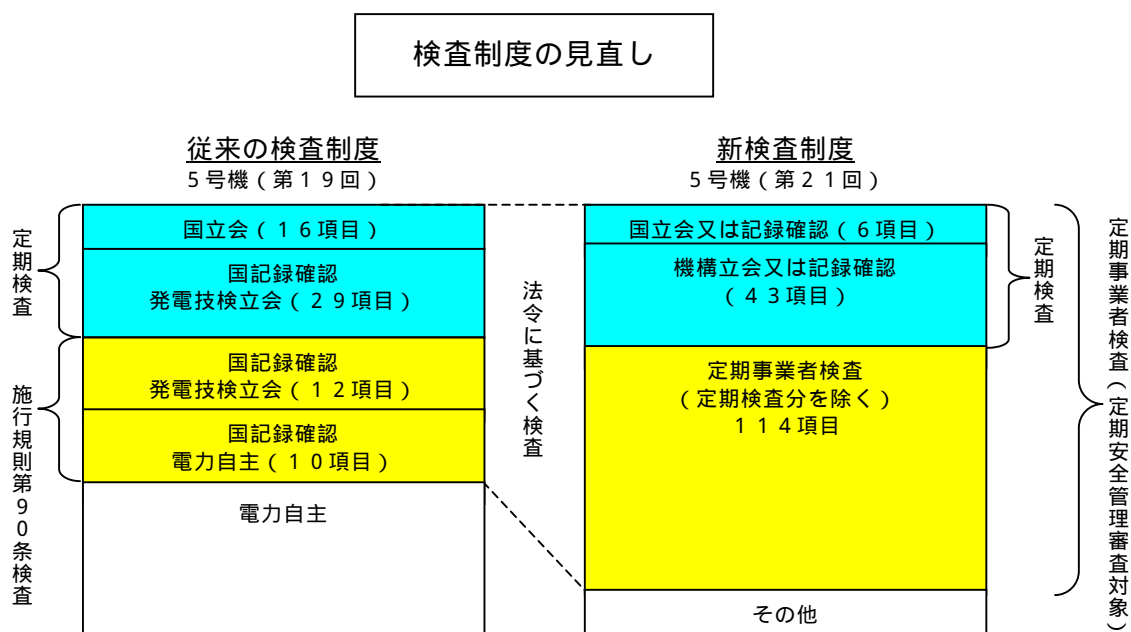 検査制度の見直し
従来の検査制度
5号機(第19回)
新検査制度
5号機(第21回)
定期検査
施行規則第90条検査
国立会(16項目)
国記録確認
発電技検立会(29項目)
国記録確認
発電技検立会(12項目)
国記録確認
電力自主(10項目)
電力自主
法令に基づく検査
国立会又は記録確認(6項目)
機構立会又は記録確認
(43項目)
定期事業者検査
(定期検査分を除く)
114項目
その他
定期検査
定期事業者検査(定期安全管理審査対象)